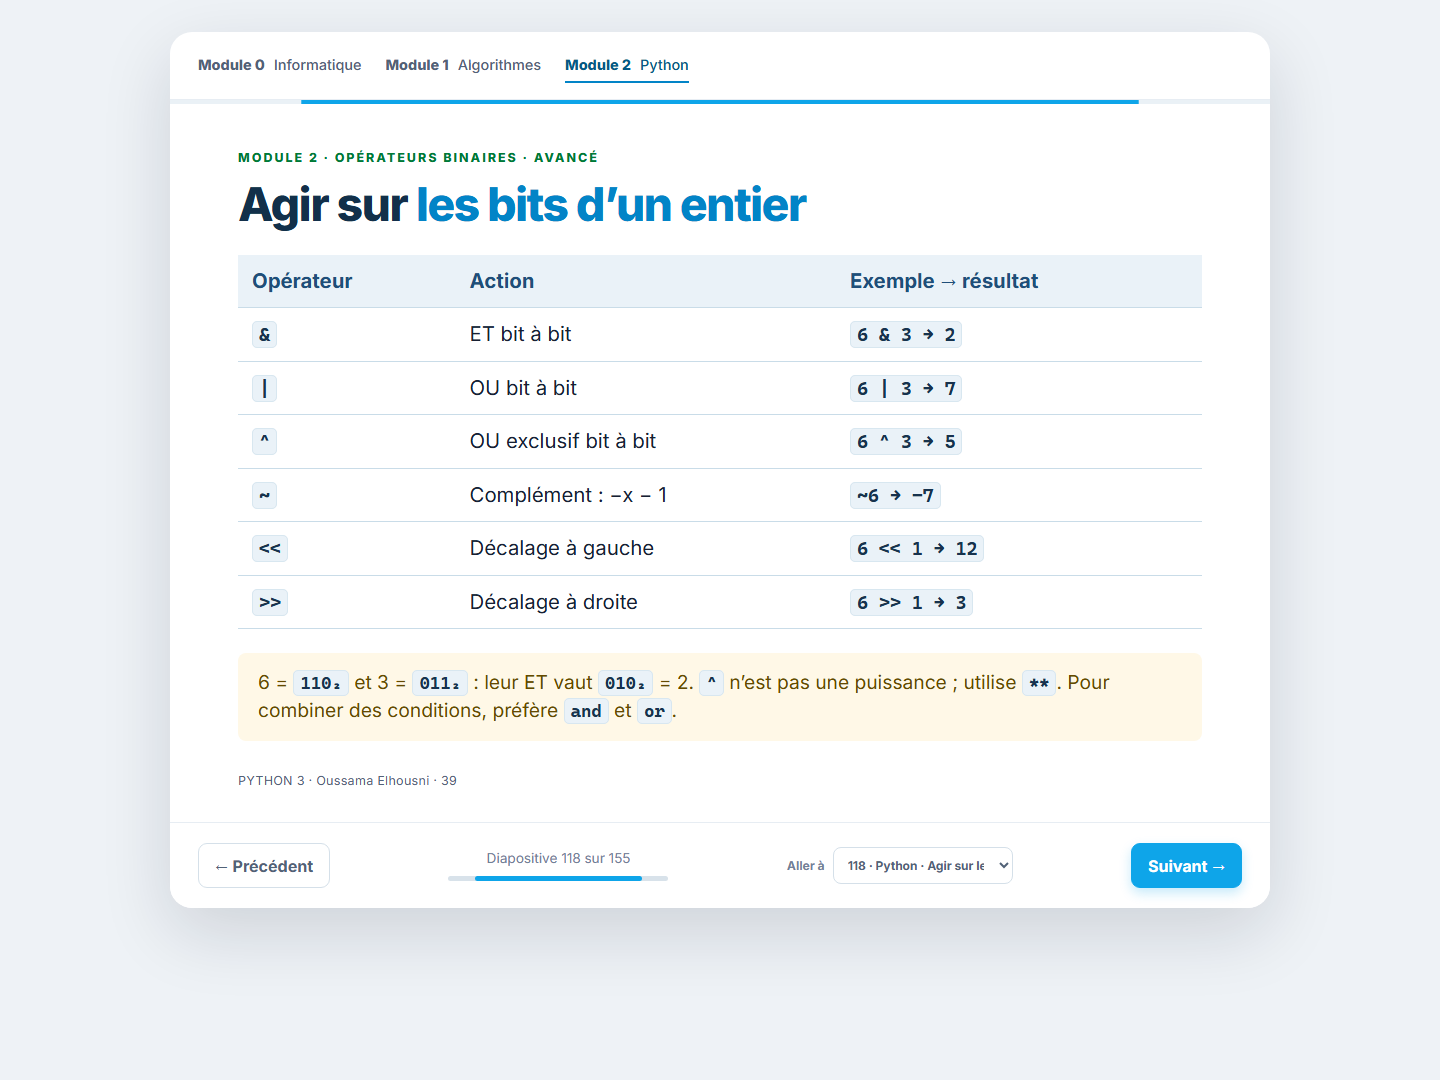 Module 0 Informatique Module 1 Algorithmes Module 2 Python
MODULE 2 · OPÉRATEURS BINAIRES · AVANCÉ
Agir sur les bits d’un entier
Opérateur Action Exemple → résultat
& ET bit à bit 6 & 3 → 2
| OU bit à bit 6 | 3 → 7
^ OU exclusif bit à bit 6 ^ 3 → 5
~ Complément : −x − 1 ~6 → −7
<< Décalage à gauche 6 << 1 → 12
>> Décalage à droite 6 >> 1 → 3
6 = 110₂ et 3 = 011₂ : leur ET vaut 010₂ = 2. ^ n’est pas une puissance ; utilise **. Pour
combiner des conditions, préfère and et or.
PYTHON 3 · Oussama Elhousni · 39
← Précédent
Diapositive 118 sur 155
Aller à 118 · Python · Agir sur le
Suivant →